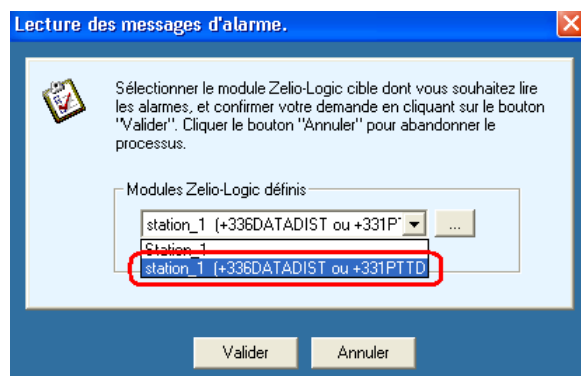 Lecture des messages d'alarme.
Sélectionner le module Zelio-Logic cible dont vous souhaitez lire
les alarmes, et confirmer votre demande en cliquant sur le bouton
"Valider". Cliquer le bouton "Annuler" pour abandonner le
processus.
Modules Zelio-Logic définis
station_1 (+336DATADIST ou +331P
...
Station_1
station_1 (+336DATADIST ou +331PTTD
Valider
Annuler